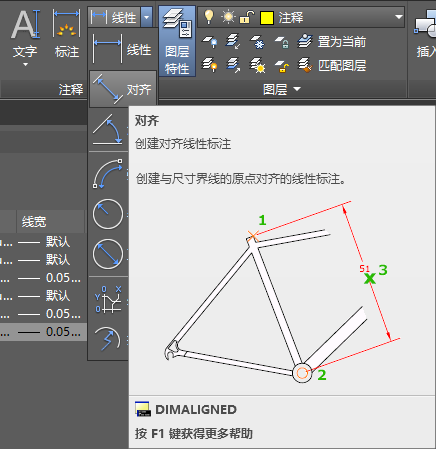 线性
注释
文字
标注
线性
图层
特性
置为当前
匹配图层
插入
注释
图层
对齐
对齐
创建对齐线性标注
创建与尺寸界线的原点对齐的线性标注。
线宽
... 默认
... 默认
... 0.05...
... 默认
... 0.05...
... 0.05...
1
51
3
2
DIMALIGNED
按 F1 键获得更多帮助